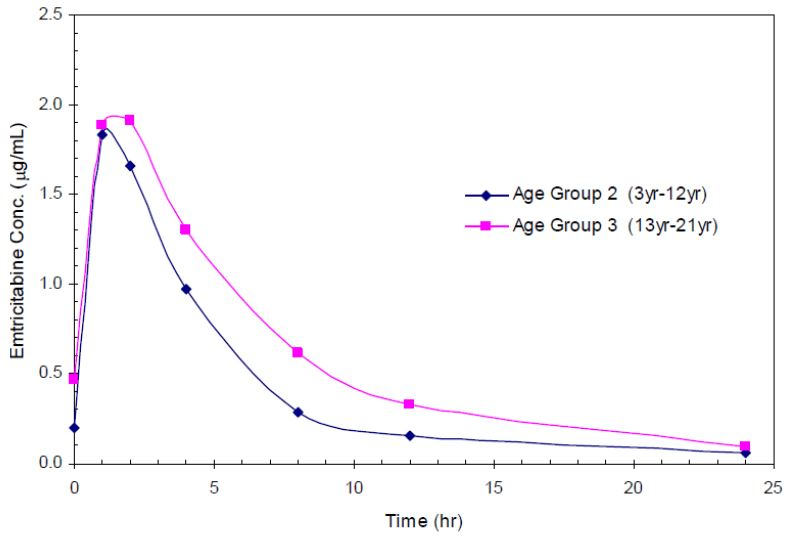 2.5
2.0
1.5
1.0
0.5
0.0
Emtricitabine Conc. (μg/mL)
Age Group 2 (3yr-12yr)
Age Group 3 (13yr-21yr)
0 5 10 15 20 25
Time (hr)